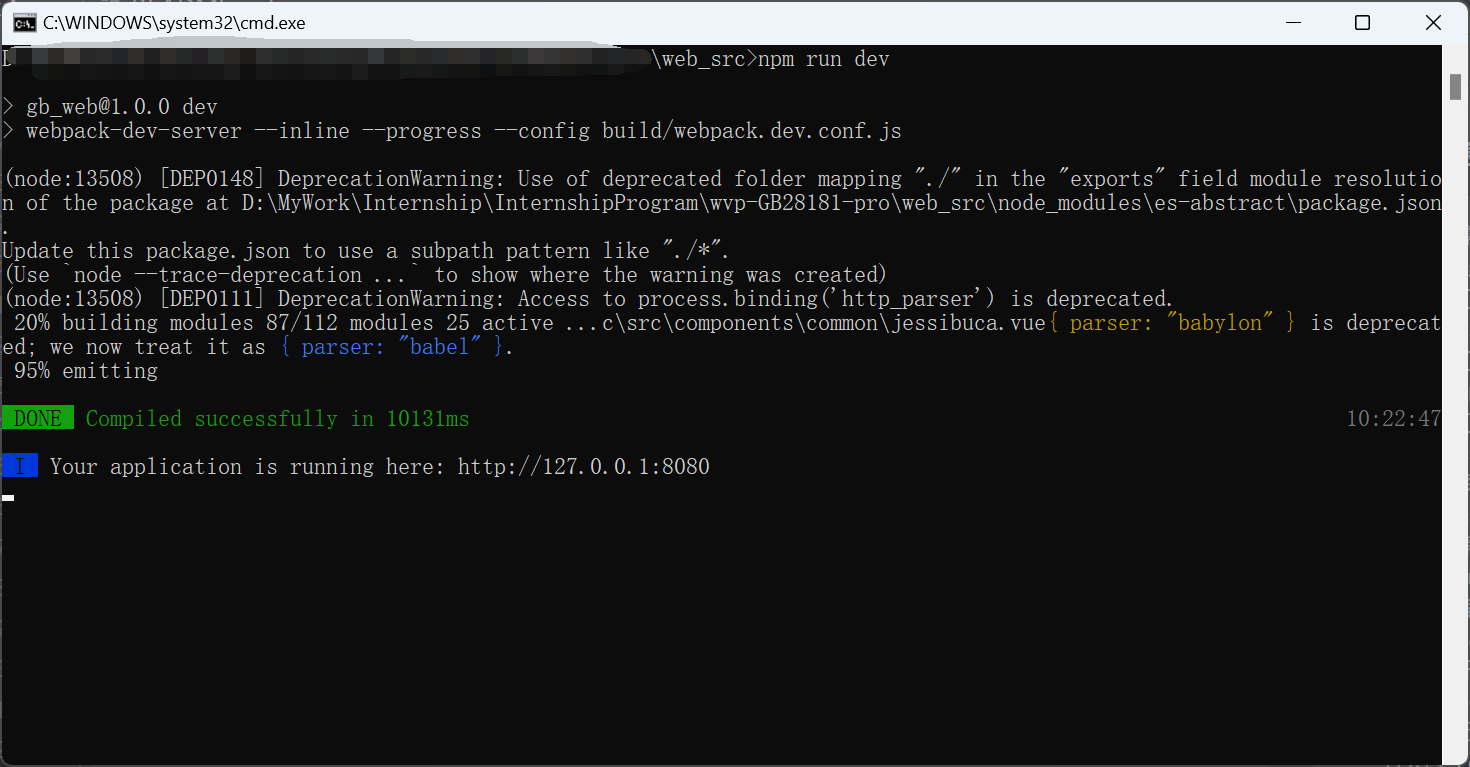 C:\WINDOWS\system32\cmd.exe
\web_src>npm run dev
> gb_web@1.0.0 dev
> webpack-dev-server --inline --progress --config build/webpack.dev.conf.js
(node:13508) [DEP0148] DeprecationWarning: Use of deprecated folder mapping "./" in the "exports" field module resolutio
n of the package at D:\MyWork\Internship\InternshipProgram\wvp-GB28181-pro\web_src\node_modules\es-abstract\package.json
.
Update this package.json to use a subpath pattern like "./*".
(Use `node --trace-deprecation ...` to show where the warning was created)
(node:13508) [DEP0111] DeprecationWarning: Access to process.binding('http_parser') is deprecated.
20% building modules 87/112 modules 25 active ...c\src\components\common\jessibuca.vue{ parser: "babylon" } is deprecat
ed; we now treat it as { parser: "babel" }.
95% emitting
DONE Compiled successfully in 10131ms 10:22:47
I Your application is running here: http://127.0.0.1:8080